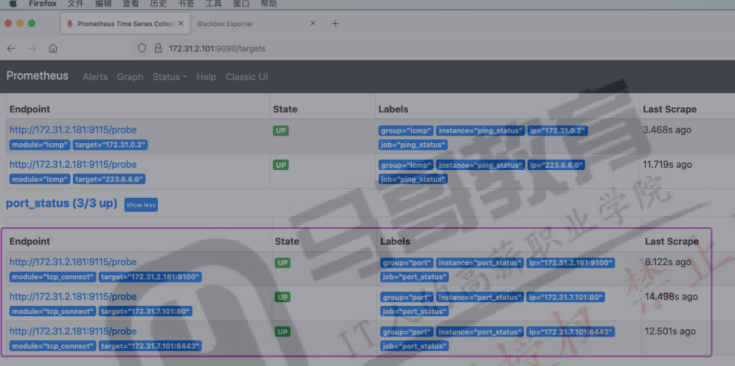 Firefox 文件 编辑 查看 历史 书签 工具 窗口 帮助
Prometheus Time Series Collect
Blackbox Exporter
172.31.2.101:9090/targets
Prometheus Alerts Graph Status Help Classic UI
Endpoint State Labels Last Scrape
http://172.31.2.181:9115/probe UP group="icmp" instance="ping_status" ip="172.31.0.2" 3.468s ago
module="icmp" target="172.31.0.2" job="ping_status"
http://172.31.2.181:9115/probe UP group="icmp" instance="ping_status" ip="223.6.6.6" 11.719s ago
module="icmp" target="223.6.6.6" job="ping_status"
port_status (3/3 up) show less
Endpoint State Labels Last Scrape
http://172.31.2.181:9115/probe UP group="port" instance="port_status" ip="172.31.2.181:9100" 8.122s ago
module="tcp_connect" target="172.31.2.181:9100" job="port_status"
http://172.31.2.181:9115/probe UP group="port" instance="port_status" ip="172.31.7.101:80" 14.498s ago
module="tcp_connect" target="172.31.7.101:80" job="port_status"
http://172.31.2.181:9115/probe UP group="port" instance="port_status" ip="172.31.7.101:6443" 12.501s ago
module="tcp_connect" target="172.31.7.101:6443" job="port_status"
马哥教育
IT人的高薪职业学院
授权 禁止